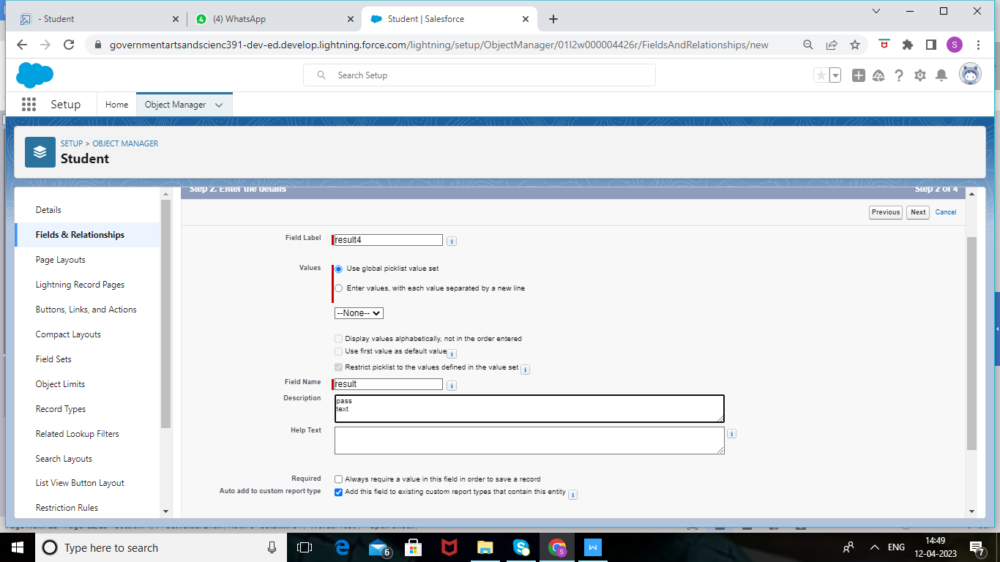 - Student
(4) WhatsApp
Student | Salesforce
governmentartsandscienc391-dev-ed.develop.lightning.force.com/lightning/setup/ObjectManager/01I2w000004426r/FieldsAndRelationships/new
S
Search Setup
Setup
Home
Object Manager
SETUP > OBJECT MANAGER
Student
Details
Fields & Relationships
Page Layouts
Lightning Record Pages
Buttons, Links, and Actions
Compact Layouts
Field Sets
Object Limits
Record Types
Related Lookup Filters
Search Layouts
List View Button Layout
Restriction Rules
Step 2. Enter the details
Step 2 of 4
Previous
Next
Cancel
Field Label
result4
Values
Use global picklist value set
Enter values, with each value separated by a new line
--None--
Display values alphabetically, not in the order entered
Use first value as default value
Restrict picklist to the values defined in the value set
Field Name
result
Description
pass
text
Help Text
Required
Always require a value in this field in order to save a record
Auto add to custom report type
Add this field to existing custom report types that contain this entity
Type here to search
6
ENG
14:49
12-04-2023
7